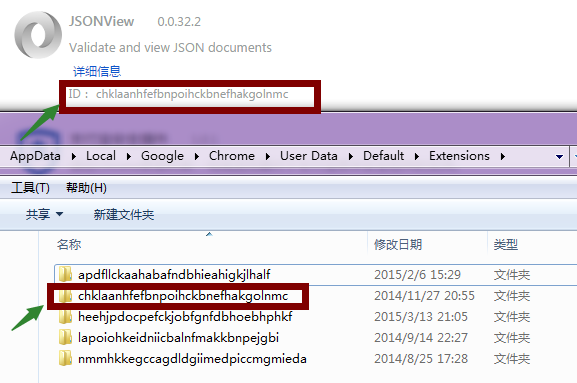 JSONView 0.0.32.2
Validate and view JSON documents
详细信息
ID： chklaanhfefbnpoihckbnefhakgolnmc
AppData Local Google Chrome User Data Default Extensions
工具(T) 帮助(H)
共享 新建文件夹
名称 修改日期 类型
apdfllckaahabafndbhieahigkjlhalf 2015/2/6 15:29 文件夹
chklaanhfefbnpoihckbnefhakgolnmc 2014/11/27 20:55 文件夹
heehjpdocpefckjobfgnfdbhoebhphkf 2015/3/13 21:05 文件夹
lapoiohkeidniicbalnfmakkbnpejgbi 2014/9/14 22:27 文件夹
nmmhkkegccagdldgiimedpiccmgmieda 2014/8/25 17:28 文件夹